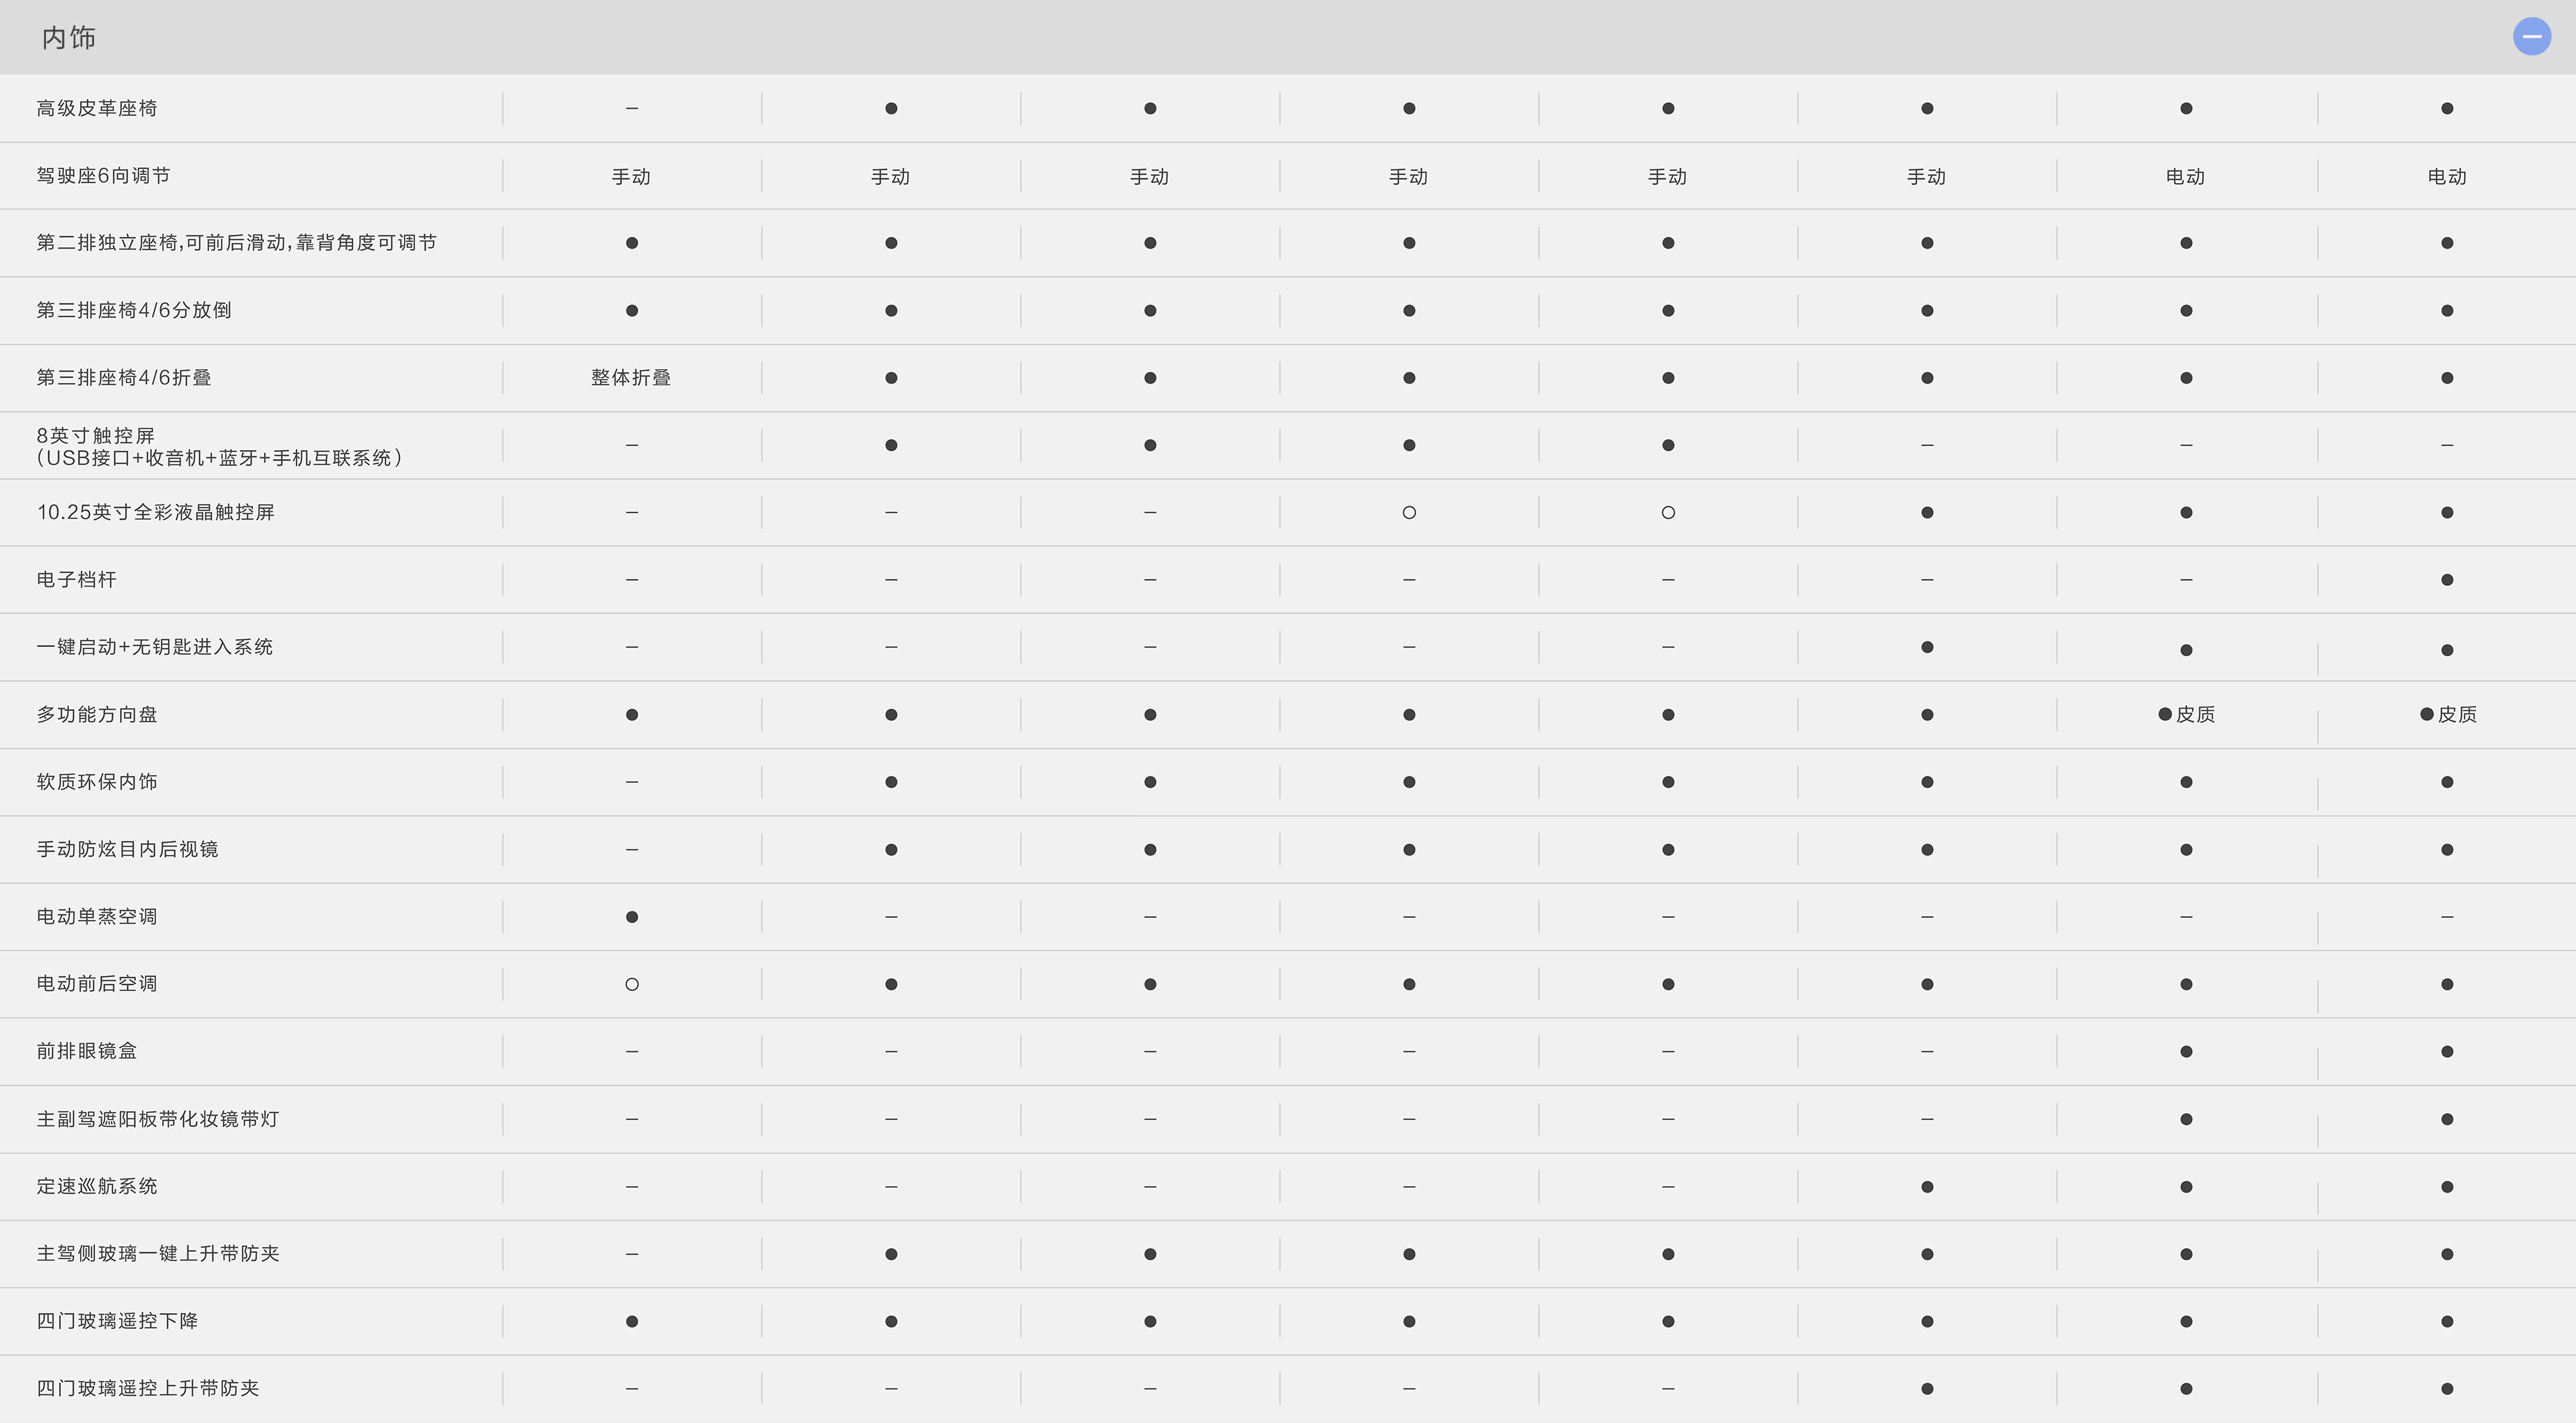 内饰
高级皮革座椅 – ● ● ● ● ● ● ●
驾驶座6向调节 手动 手动 手动 手动 手动 手动 电动 电动
第二排独立座椅,可前后滑动,靠背角度可调节 ● ● ● ● ● ● ● ●
第三排座椅4/6分放倒 ● ● ● ● ● ● ● ●
第三排座椅4/6折叠 整体折叠 ● ● ● ● ● ● ●
8英寸触控屏
(USB接口+收音机+蓝牙+手机互联系统) – ● ● ● ● – – –
10.25英寸全彩液晶触控屏 – – – ○ ○ ● ● ●
电子档杆 – – – – – – – ●
一键启动+无钥匙进入系统 – – – – – ● ● ●
多功能方向盘 ● ● ● ● ● ● ●皮质 ●皮质
软质环保内饰 – ● ● ● ● ● ● ●
手动防炫目内后视镜 – ● ● ● ● ● ● ●
电动单蒸空调 ● – – – – – – –
电动前后空调 ○ ● ● ● ● ● ● ●
前排眼镜盒 – – – – – – ● ●
主副驾遮阳板带化妆镜带灯 – – – – – – ● ●
定速巡航系统 – – – – – ● ● ●
主驾侧玻璃一键上升带防夹 – ● ● ● ● ● ● ●
四门玻璃遥控下降 ● ● ● ● ● ● ● ●
四门玻璃遥控上升带防夹 – – – – – ● ● ●